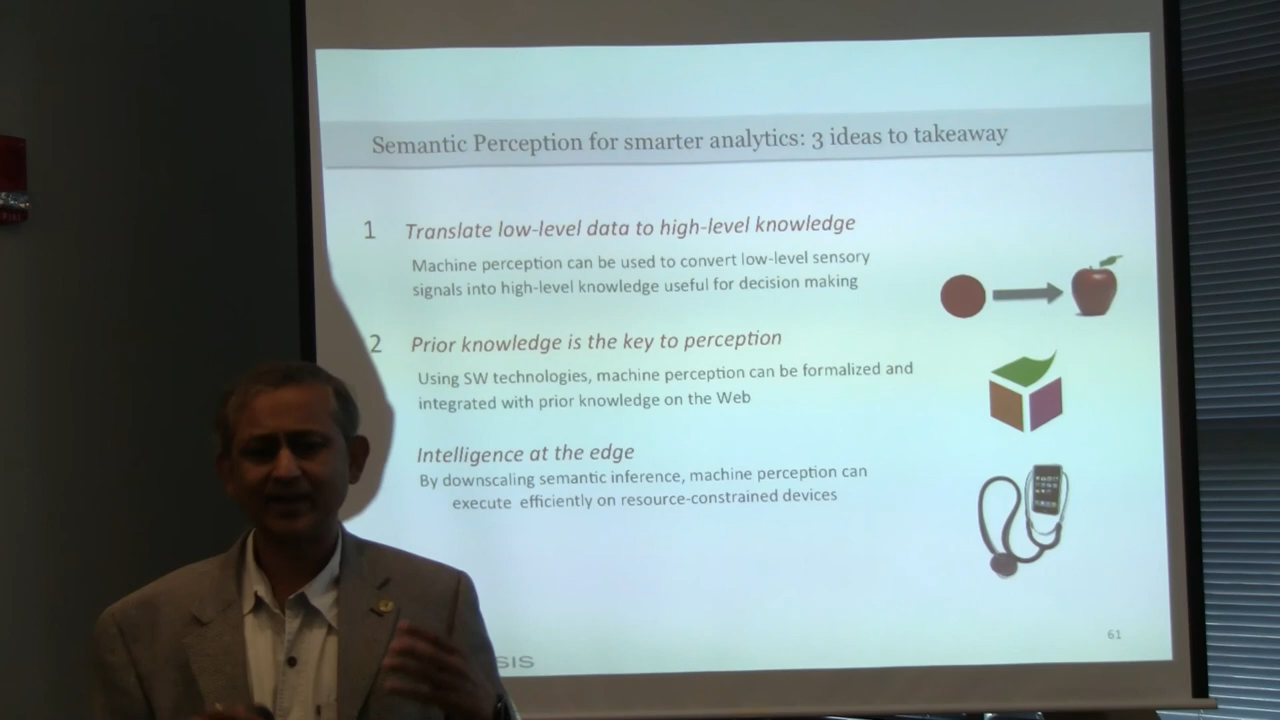 Semantic Perception for smarter analytics: 3 ideas to takeaway
1 Translate low-level data to high-level knowledge
Machine perception can be used to convert low-level sensory
signals into high-level knowledge useful for decision making
2 Prior knowledge is the key to perception
Using SW technologies, machine perception can be formalized and
integrated with prior knowledge on the Web
Intelligence at the edge
By downscaling semantic inference, machine perception can
execute efficiently on resource-constrained devices
61
SIS